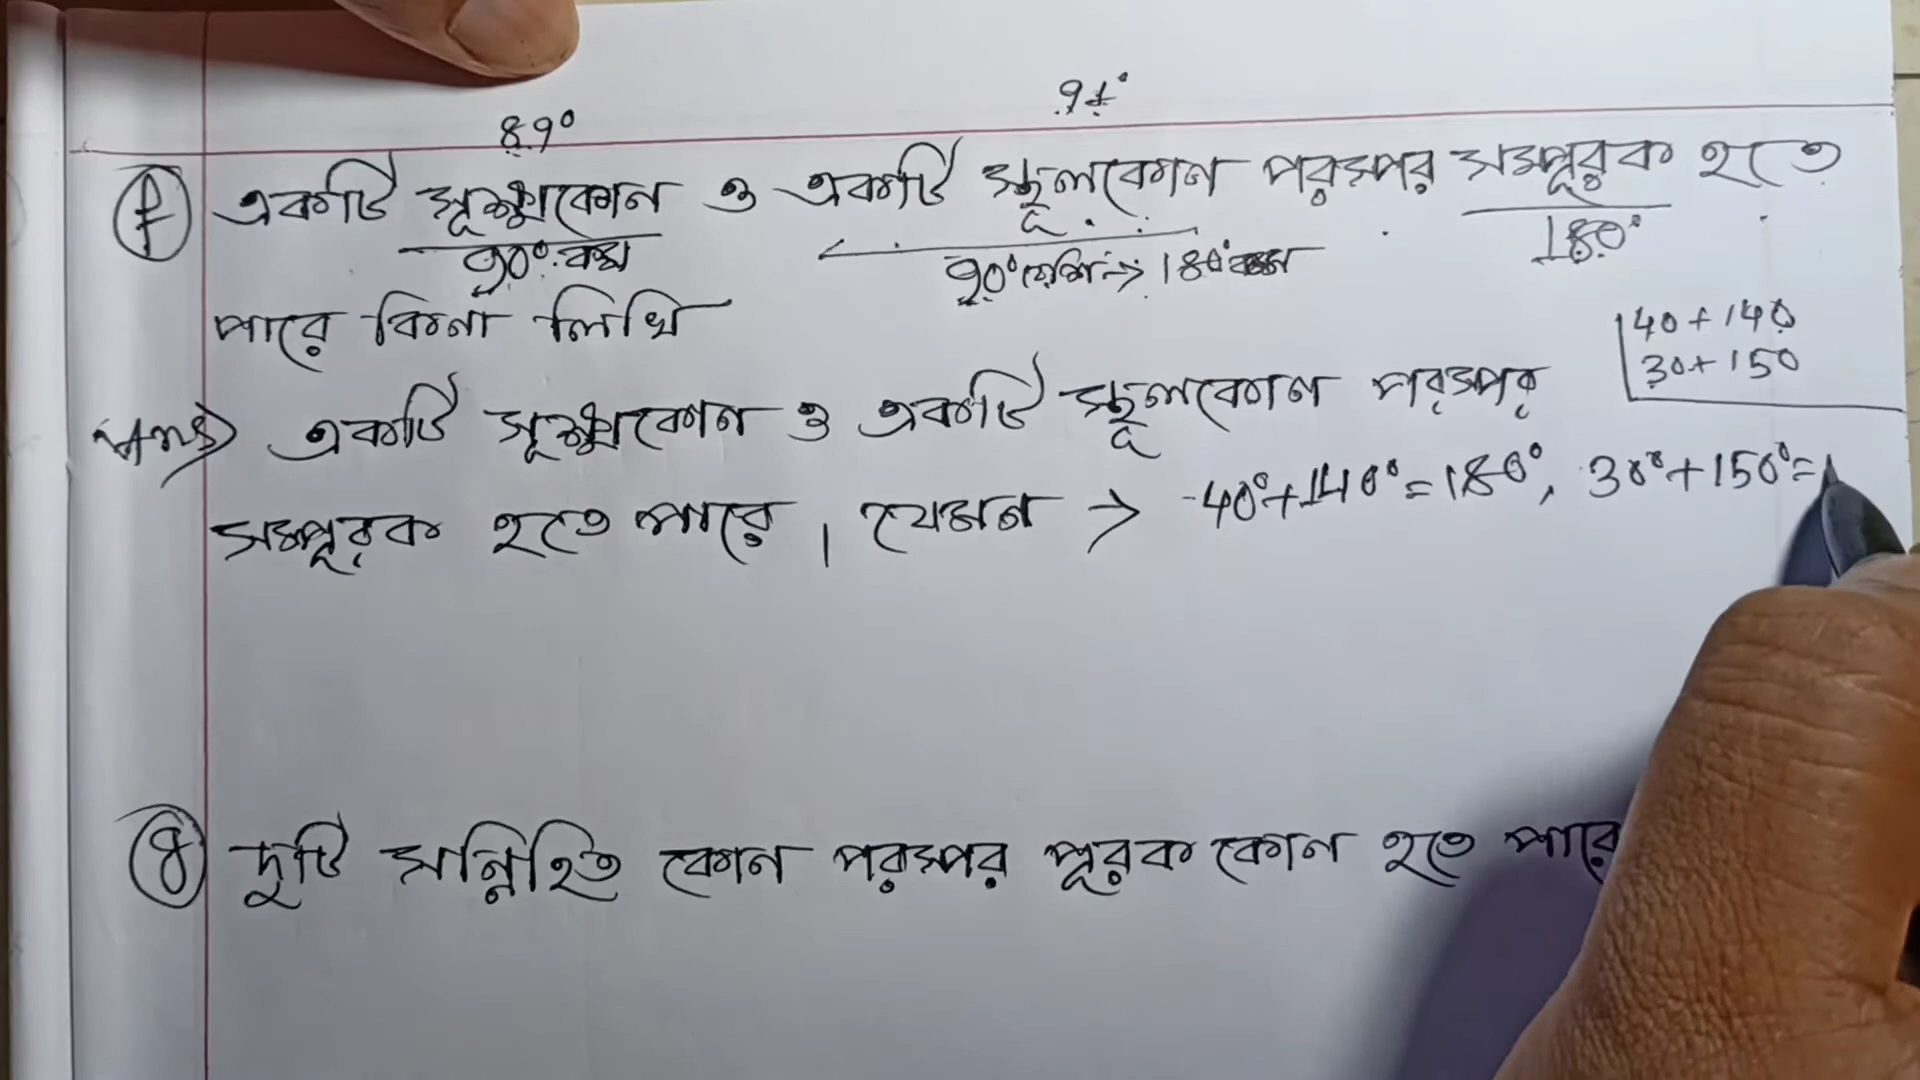 89° 91°
f একটি সূক্ষ্মকোন ও একটি স্থূলকোণ পরস্পর সম্পূরক হতে
90° কম 90° বেশি → 180° কম 180°
পারে কিনা লিখি
40 + 140
30 + 150
Ans> একটি সূক্ষ্মকোণ ও একটি স্থূলকোণ পরস্পর
সম্পূরক হতে পারে। যেমন → 40° + 140° = 180°, 30° + 150° = 1
g দুটি সন্নিহিত কোন পরস্পর পূরক কোণ হতে পারে